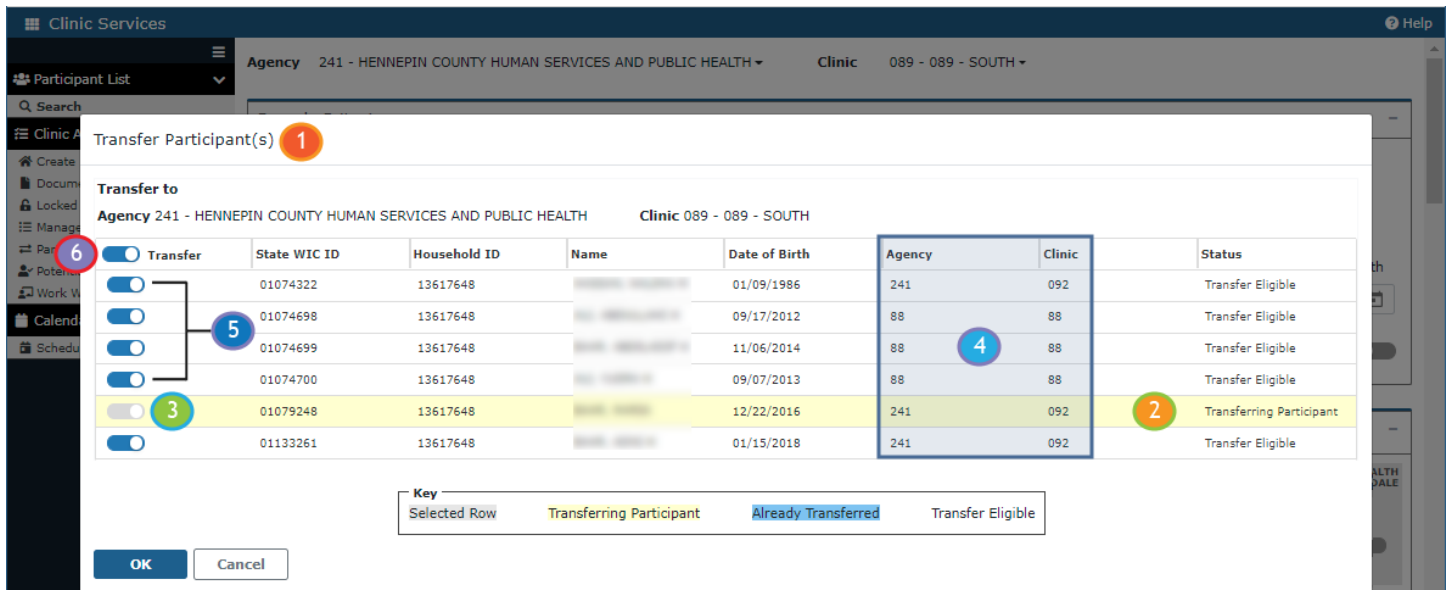 Clinic Services Help
Agency 241 - HENNEPIN COUNTY HUMAN SERVICES AND PUBLIC HEALTH Clinic 089 - 089 - SOUTH
Participant List
Search
Clinic A
Create
Docum
Locked
Manage
Par
Potent
Work W
Calend
Schedu
Transfer Participant(s) 1
Transfer to
Agency 241 - HENNEPIN COUNTY HUMAN SERVICES AND PUBLIC HEALTH Clinic 089 - 089 - SOUTH
6 Transfer State WIC ID Household ID Name Date of Birth Agency Clinic Status
01074322 13617648 01/09/1986 241 092 Transfer Eligible
01074698 13617648 09/17/2012 88 88 Transfer Eligible
5
01074699 13617648 11/06/2014 88 4 88 Transfer Eligible
01074700 13617648 09/07/2013 88 88 Transfer Eligible
3 01079248 13617648 12/22/2016 241 092 2 Transferring Participant
01133261 13617648 01/15/2018 241 092 Transfer Eligible
Key
Selected Row Transferring Participant Already Transferred Transfer Eligible
OK Cancel
th
ALTH
DALE